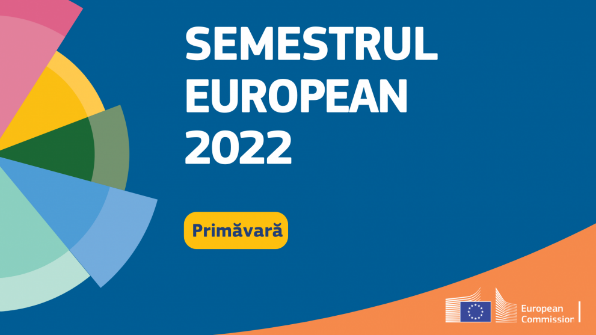 SEMESTRUL
EUROPEAN
2022
Primăvară
European
Commission